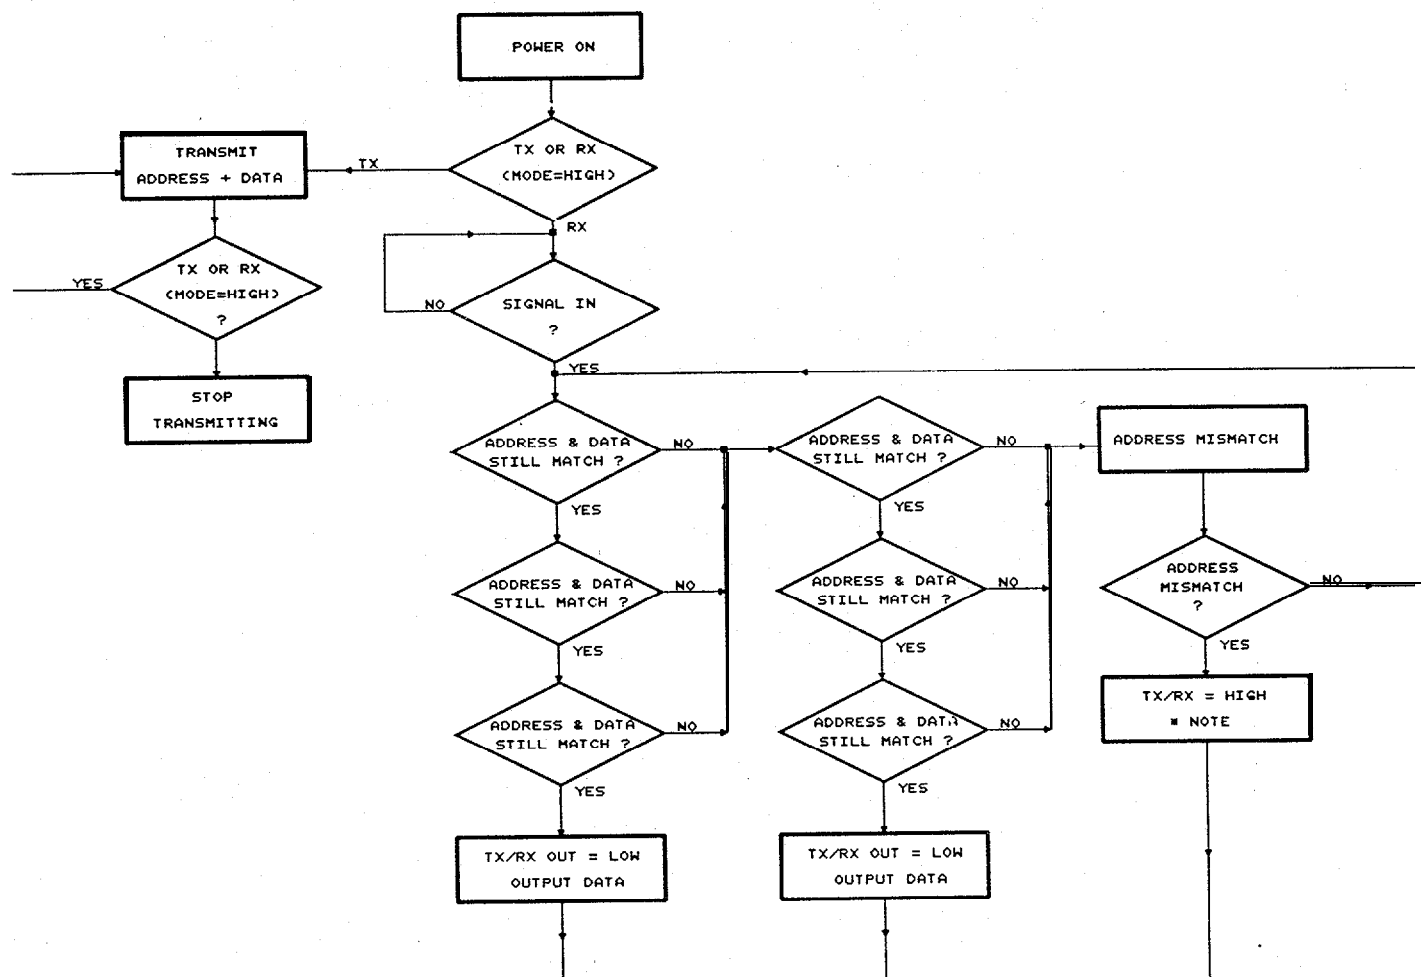 POWER ON
TX OR RX
(MODE=HIGH)
TX
TRANSMIT
ADDRESS + DATA
RX
YES
TX OR RX
(MODE=HIGH)
?
NO
SIGNAL IN
?
YES
STOP
TRANSMITTING
ADDRESS & DATA
STILL MATCH ?
NO
ADDRESS & DATA
STILL MATCH ?
NO
ADDRESS MISMATCH
YES
YES
ADDRESS & DATA
STILL MATCH ?
NO
ADDRESS & DATA
STILL MATCH ?
NO
ADDRESS
MISMATCH
?
NO
YES
YES
YES
ADDRESS & DATA
STILL MATCH ?
NO
ADDRESS & DATA
STILL MATCH ?
NO
TX/RX = HIGH
* NOTE
YES
YES
TX/RX OUT = LOW
OUTPUT DATA
TX/RX OUT = LOW
OUTPUT DATA